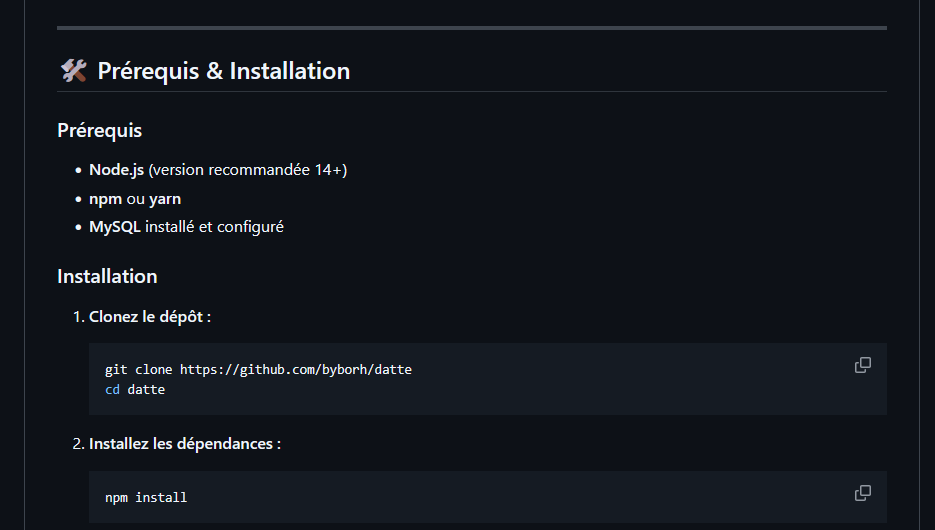 🛠️ Prérequis & Installation
Prérequis
• Node.js (version recommandée 14+)
• npm ou yarn
• MySQL installé et configuré
Installation
1. Clonez le dépôt :
git clone https://github.com/byborh/datte
cd datte
2. Installez les dépendances :
npm install